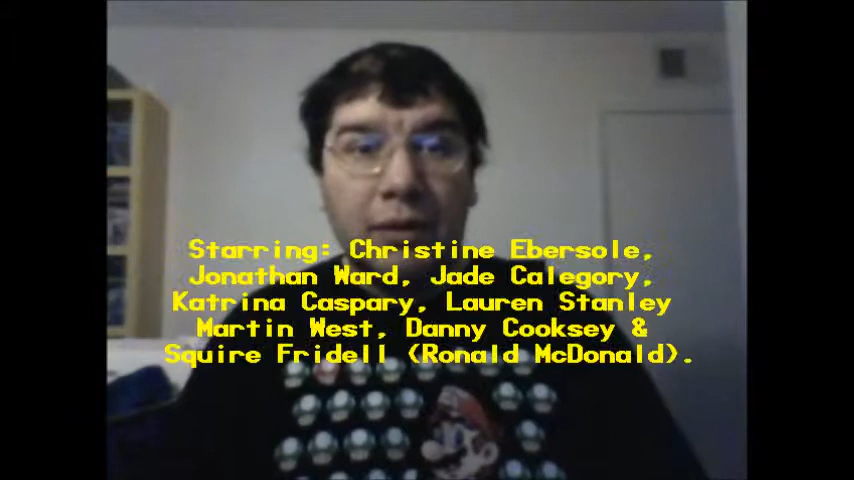 Starring: Christine Ebersole,
Jonathan Ward, Jade Calegory,
Katrina Caspary, Lauren Stanley
Martin West, Danny Cooksey &
Squire Fridell (Ronald McDonald).